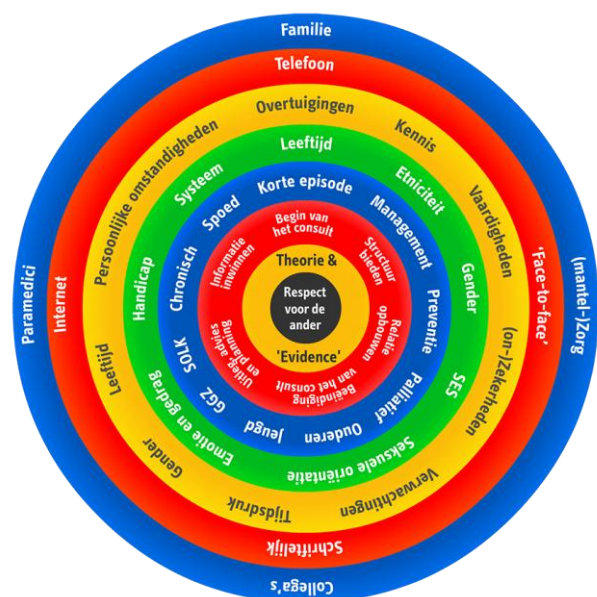 Familie
(mantel-)Zorg
Collega's
Paramedici
Telefoon
'Face-to-face'
Schriftelijk
Internet
Overtuigingen
Kennis
Vaardigheden
(on-)Zekerheden
Verwachtingen
Tijdsdruk
Gender
Leeftijd
Persoonlijke omstandigheden
Leeftijd
Etniciteit
Gender
SES
Seksuele oriëntatie
Emotie en gedrag
Handicap
Systeem
Korte episode
Management
Preventie
Palliatief
Ouderen
Jeugd
GGZ
SOLK
Chronisch
Spoed
Begin van
het consult
Structuur
bieden
Relatie
opbouwen
Beëindiging
van het consult
Uitleg, advies
en planning
Informatie
inwinnen
Theorie &
'Evidence'
Respect
voor de
ander